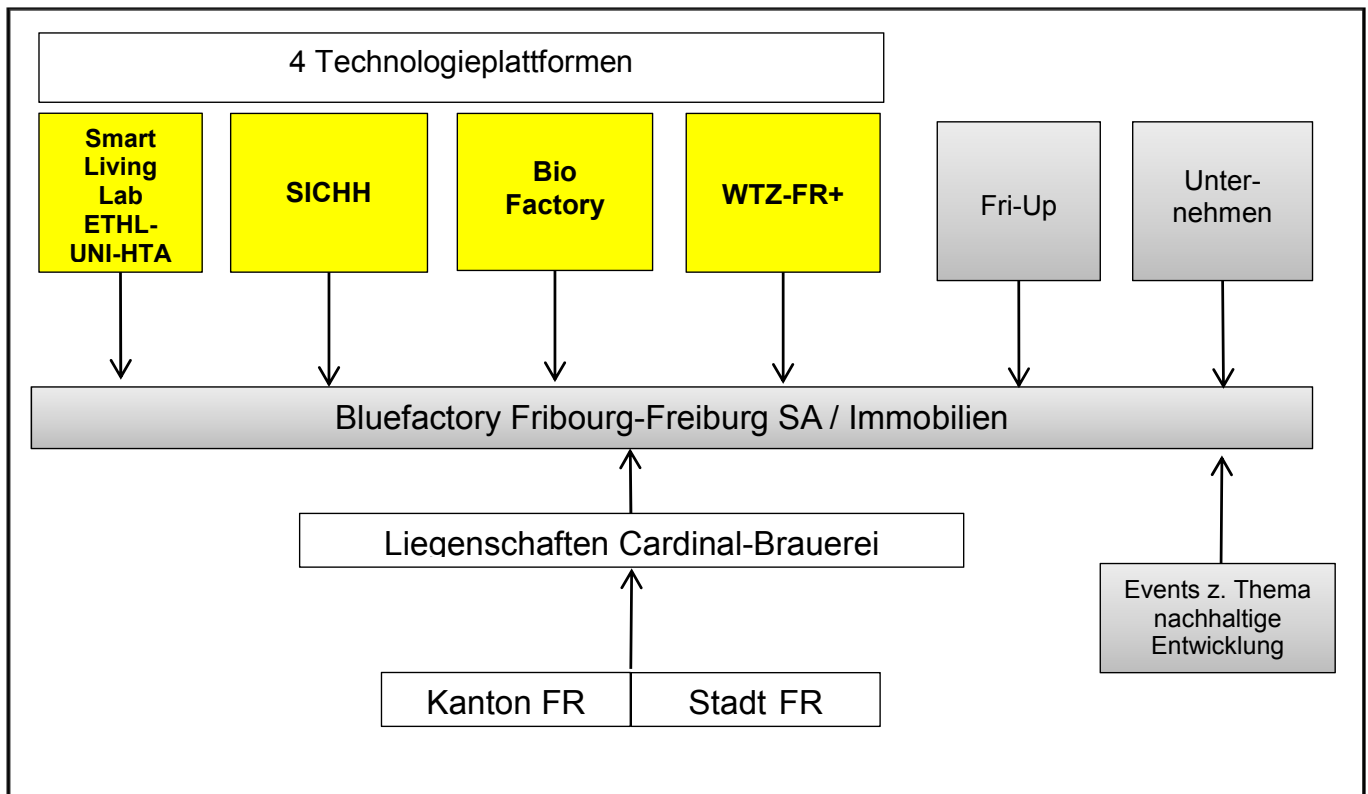 4 Technologieplattformen
Smart
Living
Lab
ETHL-
UNI-HTA
SICHH
Bio
Factory
WTZ-FR+
Fri-Up
Unter-
nehmen
Bluefactory Fribourg-Freiburg SA / Immobilien
Liegenschaften Cardinal-Brauerei
Events z. Thema
nachhaltige
Entwicklung
Kanton FR
Stadt FR